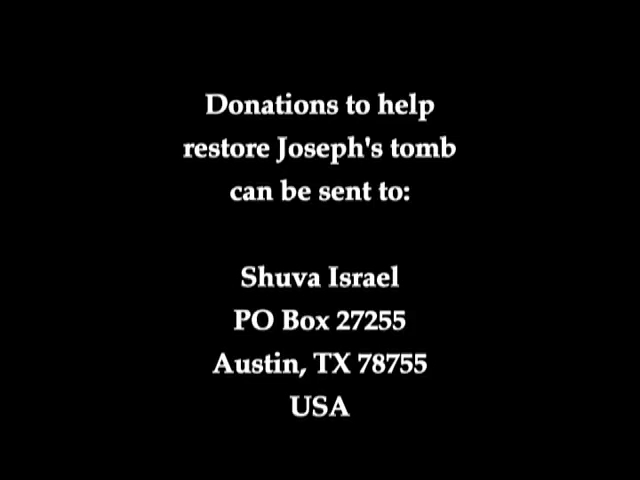 Donations to help
restore Joseph's tomb
can be sent to:
Shuva Israel
PO Box 27255
Austin, TX 78755
USA